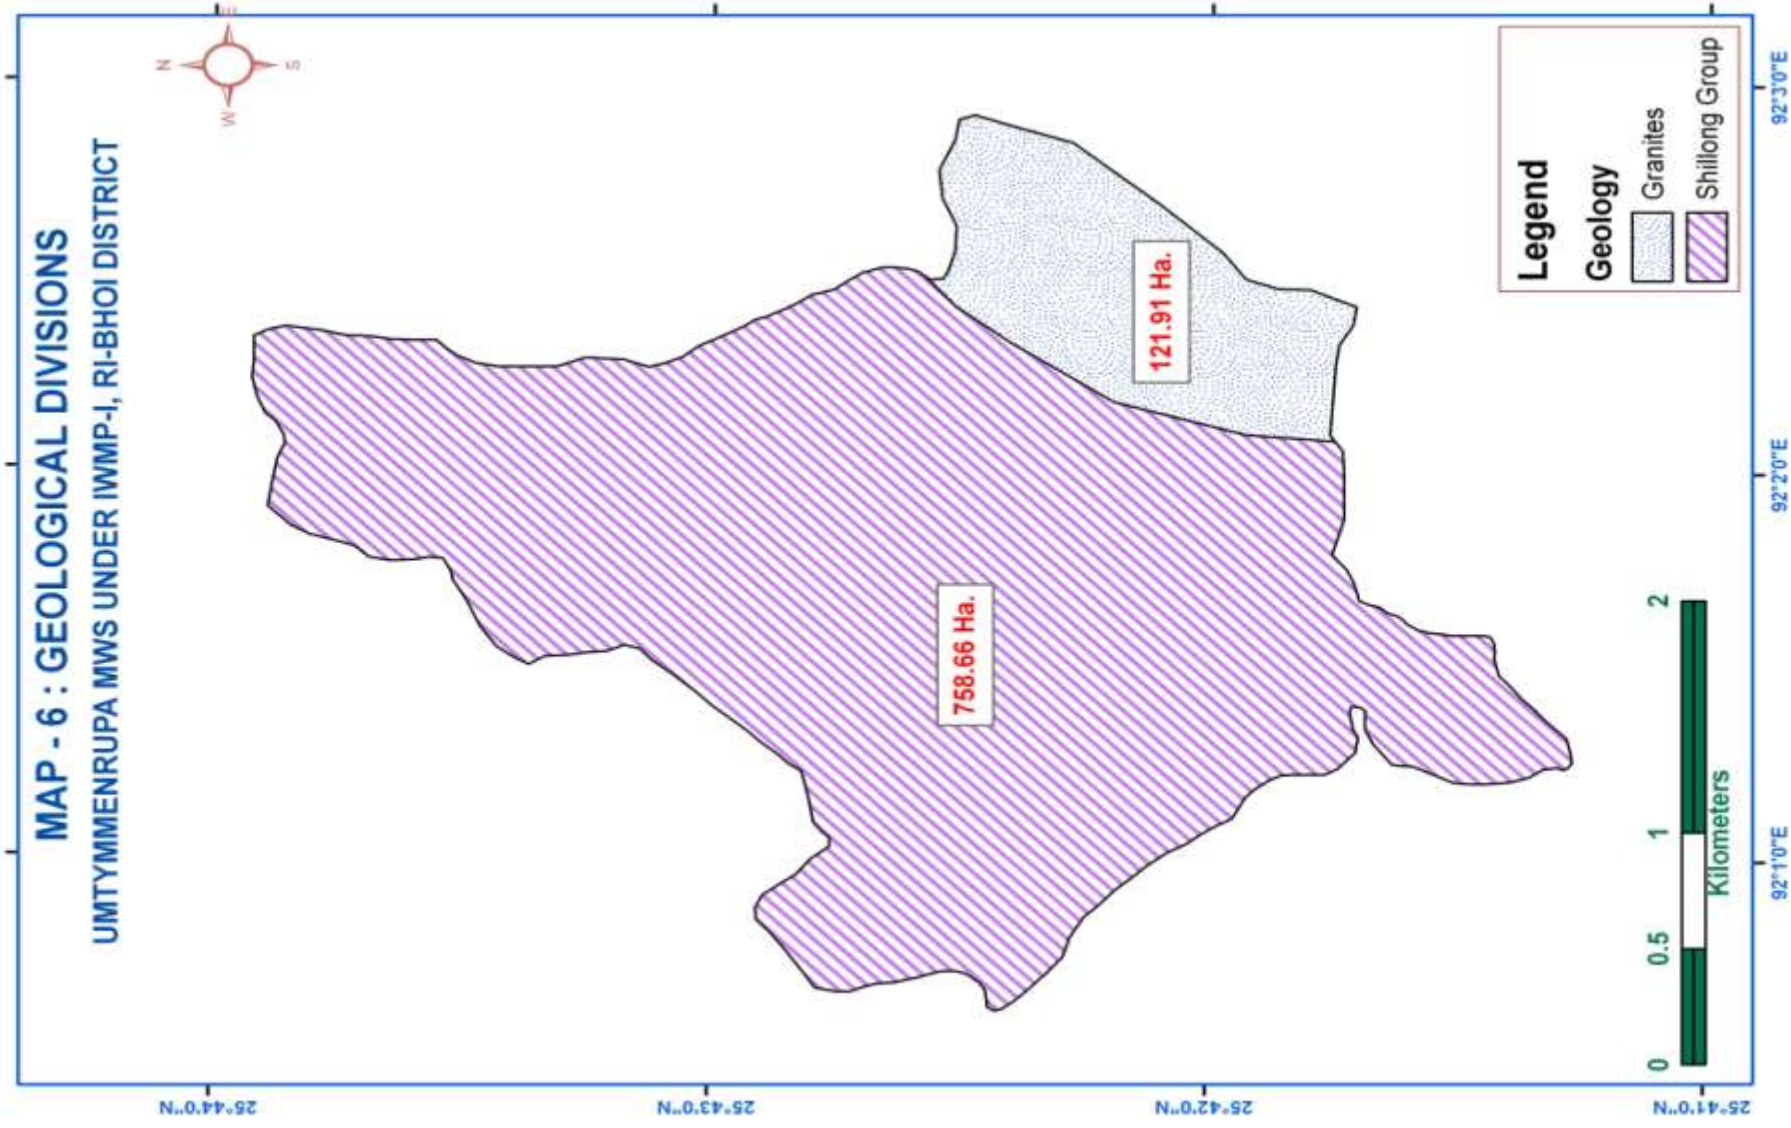 MAP - 6 : GEOLOGICAL DIVISIONS
UMTYMMENRUPA MWS UNDER IWMP-I, RI-BHOI DISTRICT
N
E
S
W
758.66 Ha.
121.91 Ha.
Legend
Geology
Granites
Shillong Group
0 0.5 1 2
Kilometers
25°44'0"N
25°43'0"N
25°42'0"N
25°41'0"N
92°1'0"E
92°2'0"E
92°3'0"E